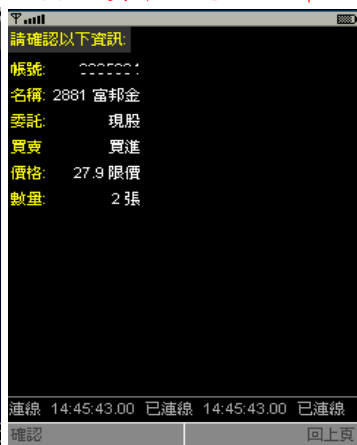 請確認以下資訊:
帳號:
名稱: 2881 富邦金
委託: 現股
買賣 買進
價格: 27.9 限價
數量: 2 張
連線 14:45:43.00 已連線 14:45:43.00 已連線
確認 回上頁